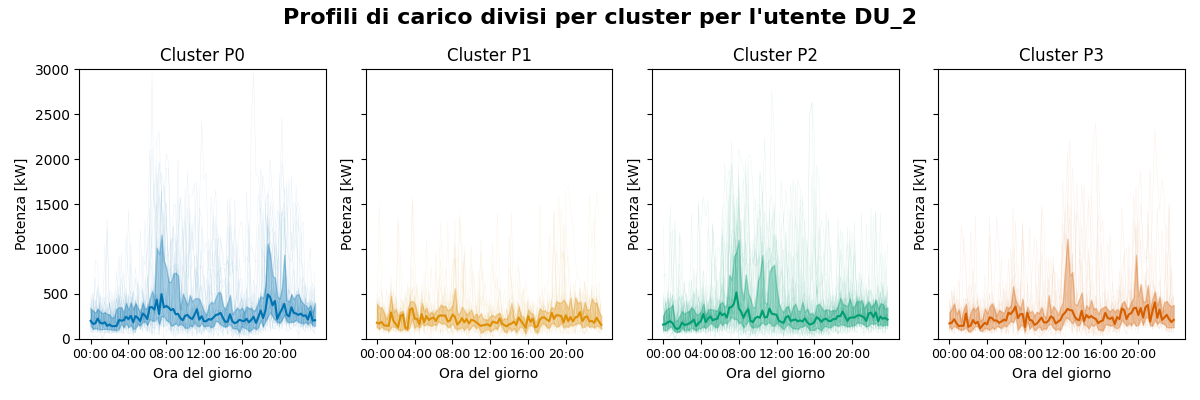 Profili di carico divisi per cluster per l'utente DU_2
Cluster P0
Cluster P1
Cluster P2
Cluster P3
Potenza [kW]
3000
2500
2000
1500
1000
500
0
00:00 04:00 08:00 12:00 16:00 20:00
Ora del giorno
Potenza [kW]
00:00 04:00 08:00 12:00 16:00 20:00
Ora del giorno
Potenza [kW]
00:00 04:00 08:00 12:00 16:00 20:00
Ora del giorno
Potenza [kW]
00:00 04:00 08:00 12:00 16:00 20:00
Ora del giorno